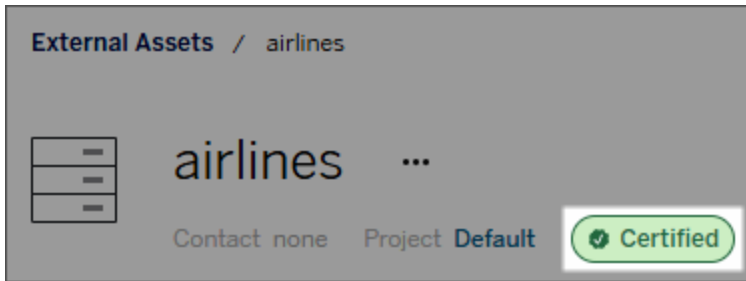 External Assets / airlines
airlines ...
Contact none Project Default Certified